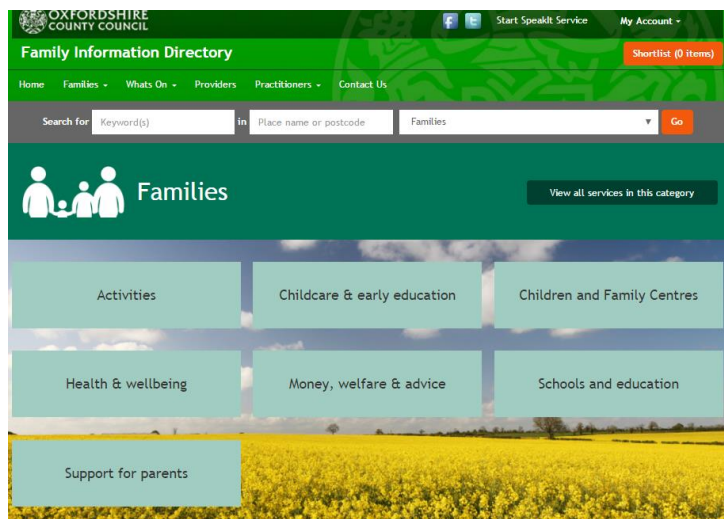 OXFORDSHIRE
COUNTY COUNCIL
Start SpeakIt Service
My Account
Family Information Directory
Shortlist (0 items)
Home Families Whats On Providers Practitioners Contact Us
Search for Keyword(s) in Place name or postcode Families Go
Families
View all services in this category
Activities
Childcare & early education
Children and Family Centres
Health & wellbeing
Money, welfare & advice
Schools and education
Support for parents